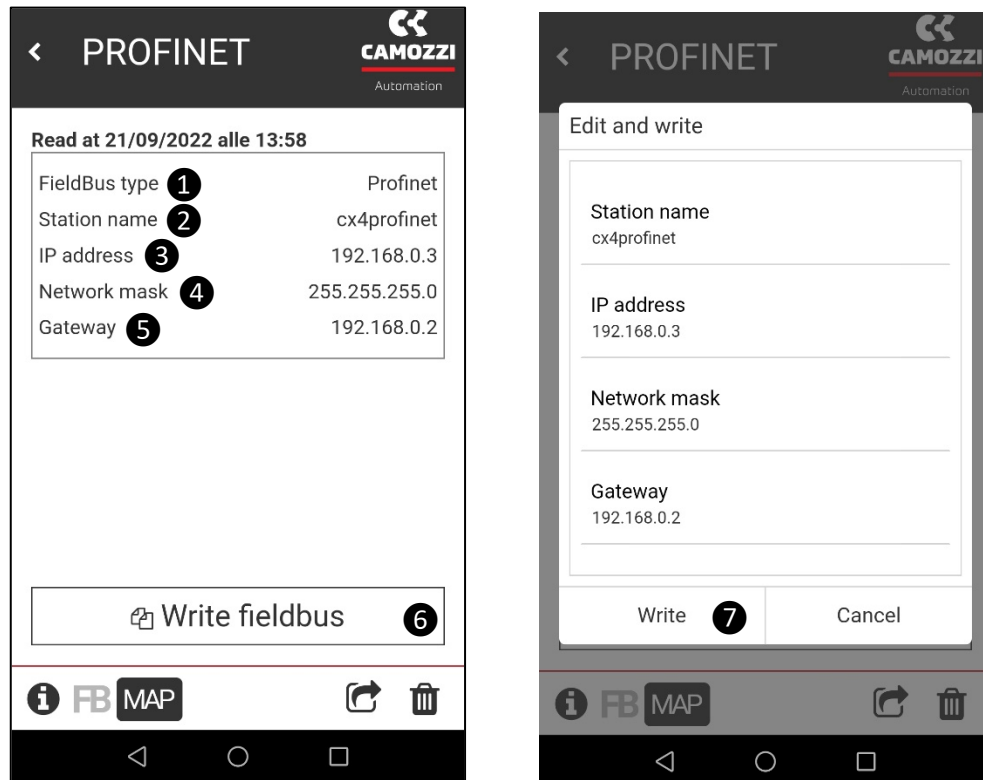 PROFINET
CAMOZZI
Automation
Read at 21/09/2022 alle 13:58
FieldBus type 1 Profinet
Station name 2 cx4profinet
IP address 3 192.168.0.3
Network mask 4 255.255.255.0
Gateway 5 192.168.0.2
Write fieldbus 6
i FB MAP
PROFINET
CAMOZZI
Automation
Edit and write
Station name
cx4profinet
IP address
192.168.0.3
Network mask
255.255.255.0
Gateway
192.168.0.2
Write 7 Cancel
i FB MAP